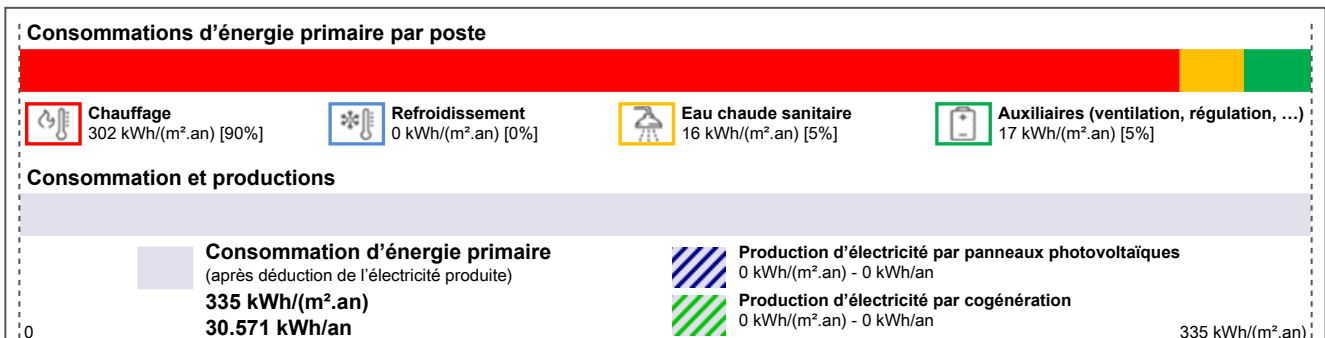 Consommations d'énergie primaire par poste
Chauffage
302 kWh/(m².an) [90%]
Refroidissement
0 kWh/(m².an) [0%]
Eau chaude sanitaire
16 kWh/(m².an) [5%]
Auxiliaires (ventilation, régulation, …)
17 kWh/(m².an) [5%]
Consommation et productions
Consommation d'énergie primaire
(après déduction de l'électricité produite)
335 kWh/(m².an)
30.571 kWh/an
Production d'électricité par panneaux photovoltaïques
0 kWh/(m².an) - 0 kWh/an
Production d'électricité par cogénération
0 kWh/(m².an) - 0 kWh/an
0
335 kWh/(m².an)